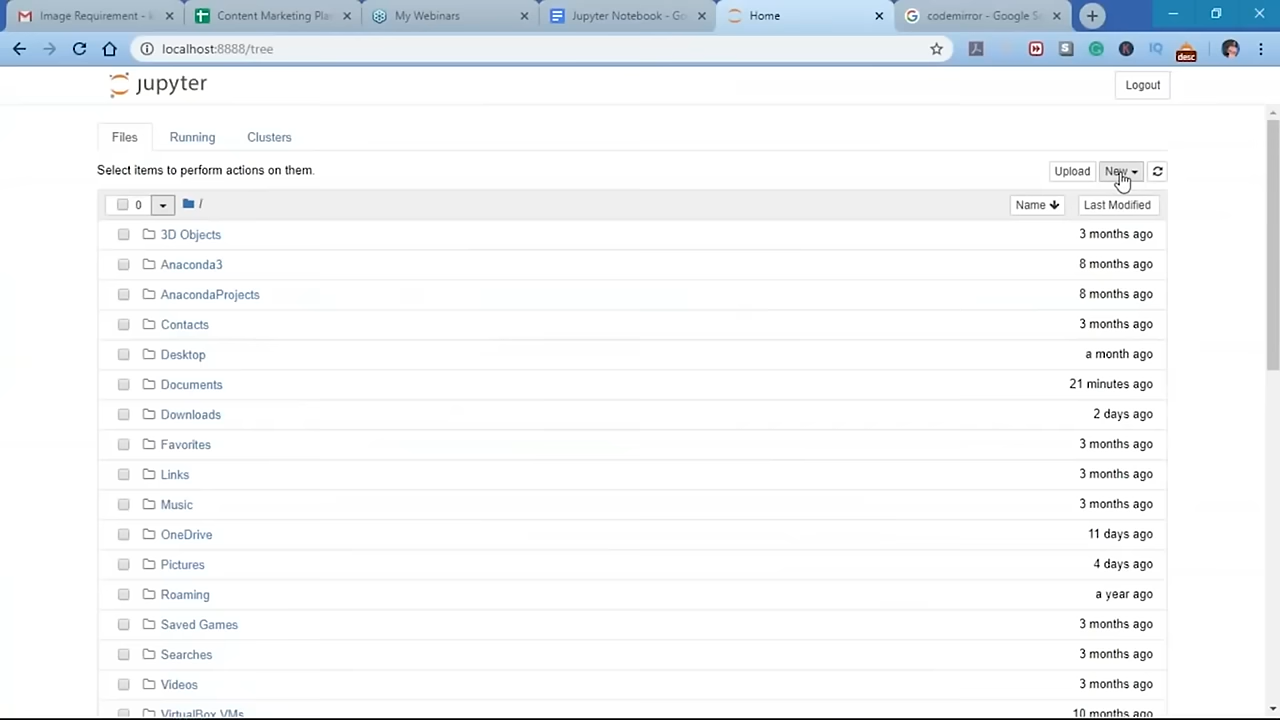 Image Requirement -
Content Marketing Pla
My Webinars
Jupyter Notebook - Go
Home
codemirror - Google S
localhost:8888/tree
IQ
desc
jupyter
Logout
Files Running Clusters
Select items to perform actions on them.
Upload New
0 / Name Last Modified
3D Objects 3 months ago
Anaconda3 8 months ago
AnacondaProjects 8 months ago
Contacts 3 months ago
Desktop a month ago
Documents 21 minutes ago
Downloads 2 days ago
Favorites 3 months ago
Links 3 months ago
Music 3 months ago
OneDrive 11 days ago
Pictures 4 days ago
Roaming a year ago
Saved Games 3 months ago
Searches 3 months ago
Videos 3 months ago
VirtualBox VMs 10 months ago